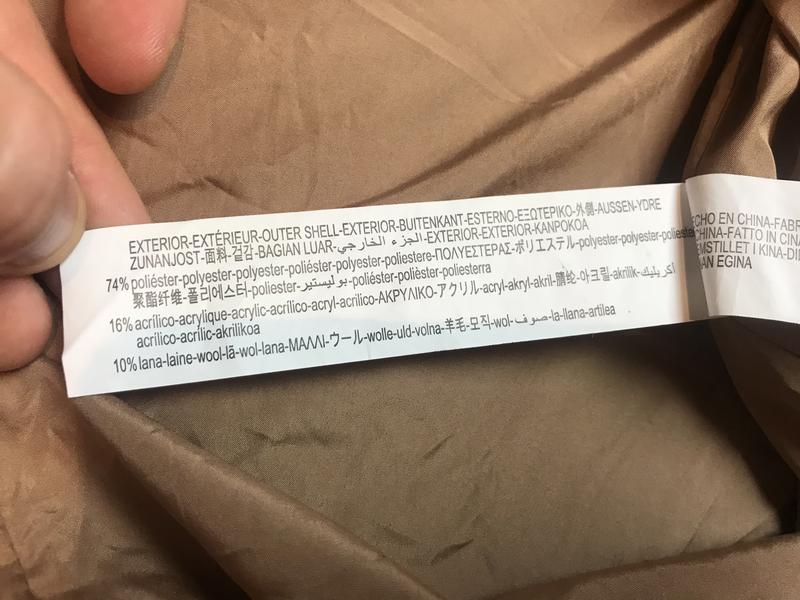 EXTERIOR-EXTÉRIEUR-OUTER SHELL-EXTERIOR-BUITENKANT-ESTERNO-ΕΞΩΤΕΡΙΚΟ-外側-AUSSEN-YDRE
ZUNANJOST-面料-겉감-BAGIAN LUAR-الجزء الخارجي-EXTERIOR-EXTERIOR-KANPOKOA
74% poliéster-polyester-polyester-poliéster-polyester-poliestere-ΠΟΛΥΕΣΤΕΡΑΣ-ポリエステル-polyester-polyester-poliester
聚酯纤维-폴리에스터-poliester-بوليستير-poliéster-polièster-poliesterra
16% acrílico-acrylique-acrylic-acrílico-acryl-acrilico-ΑΚΡΥΛΙΚΟ-アクリル-acryl-akryl-akril-腈纶-아크릴-akrilik-اكريليك
acrílico-acrílic-akrilikoa
10% lana-laine-wool-lã-wol-lana-ΜΑΛΛΙ-ウール-wolle-uld-volna-羊毛-모직-wol-صوف-la-llana-artilea
ECHO EN CHINA-FABR
CHINA-FATTO IN CINA
EMSTILLET I KINA-DI
AN EGINA